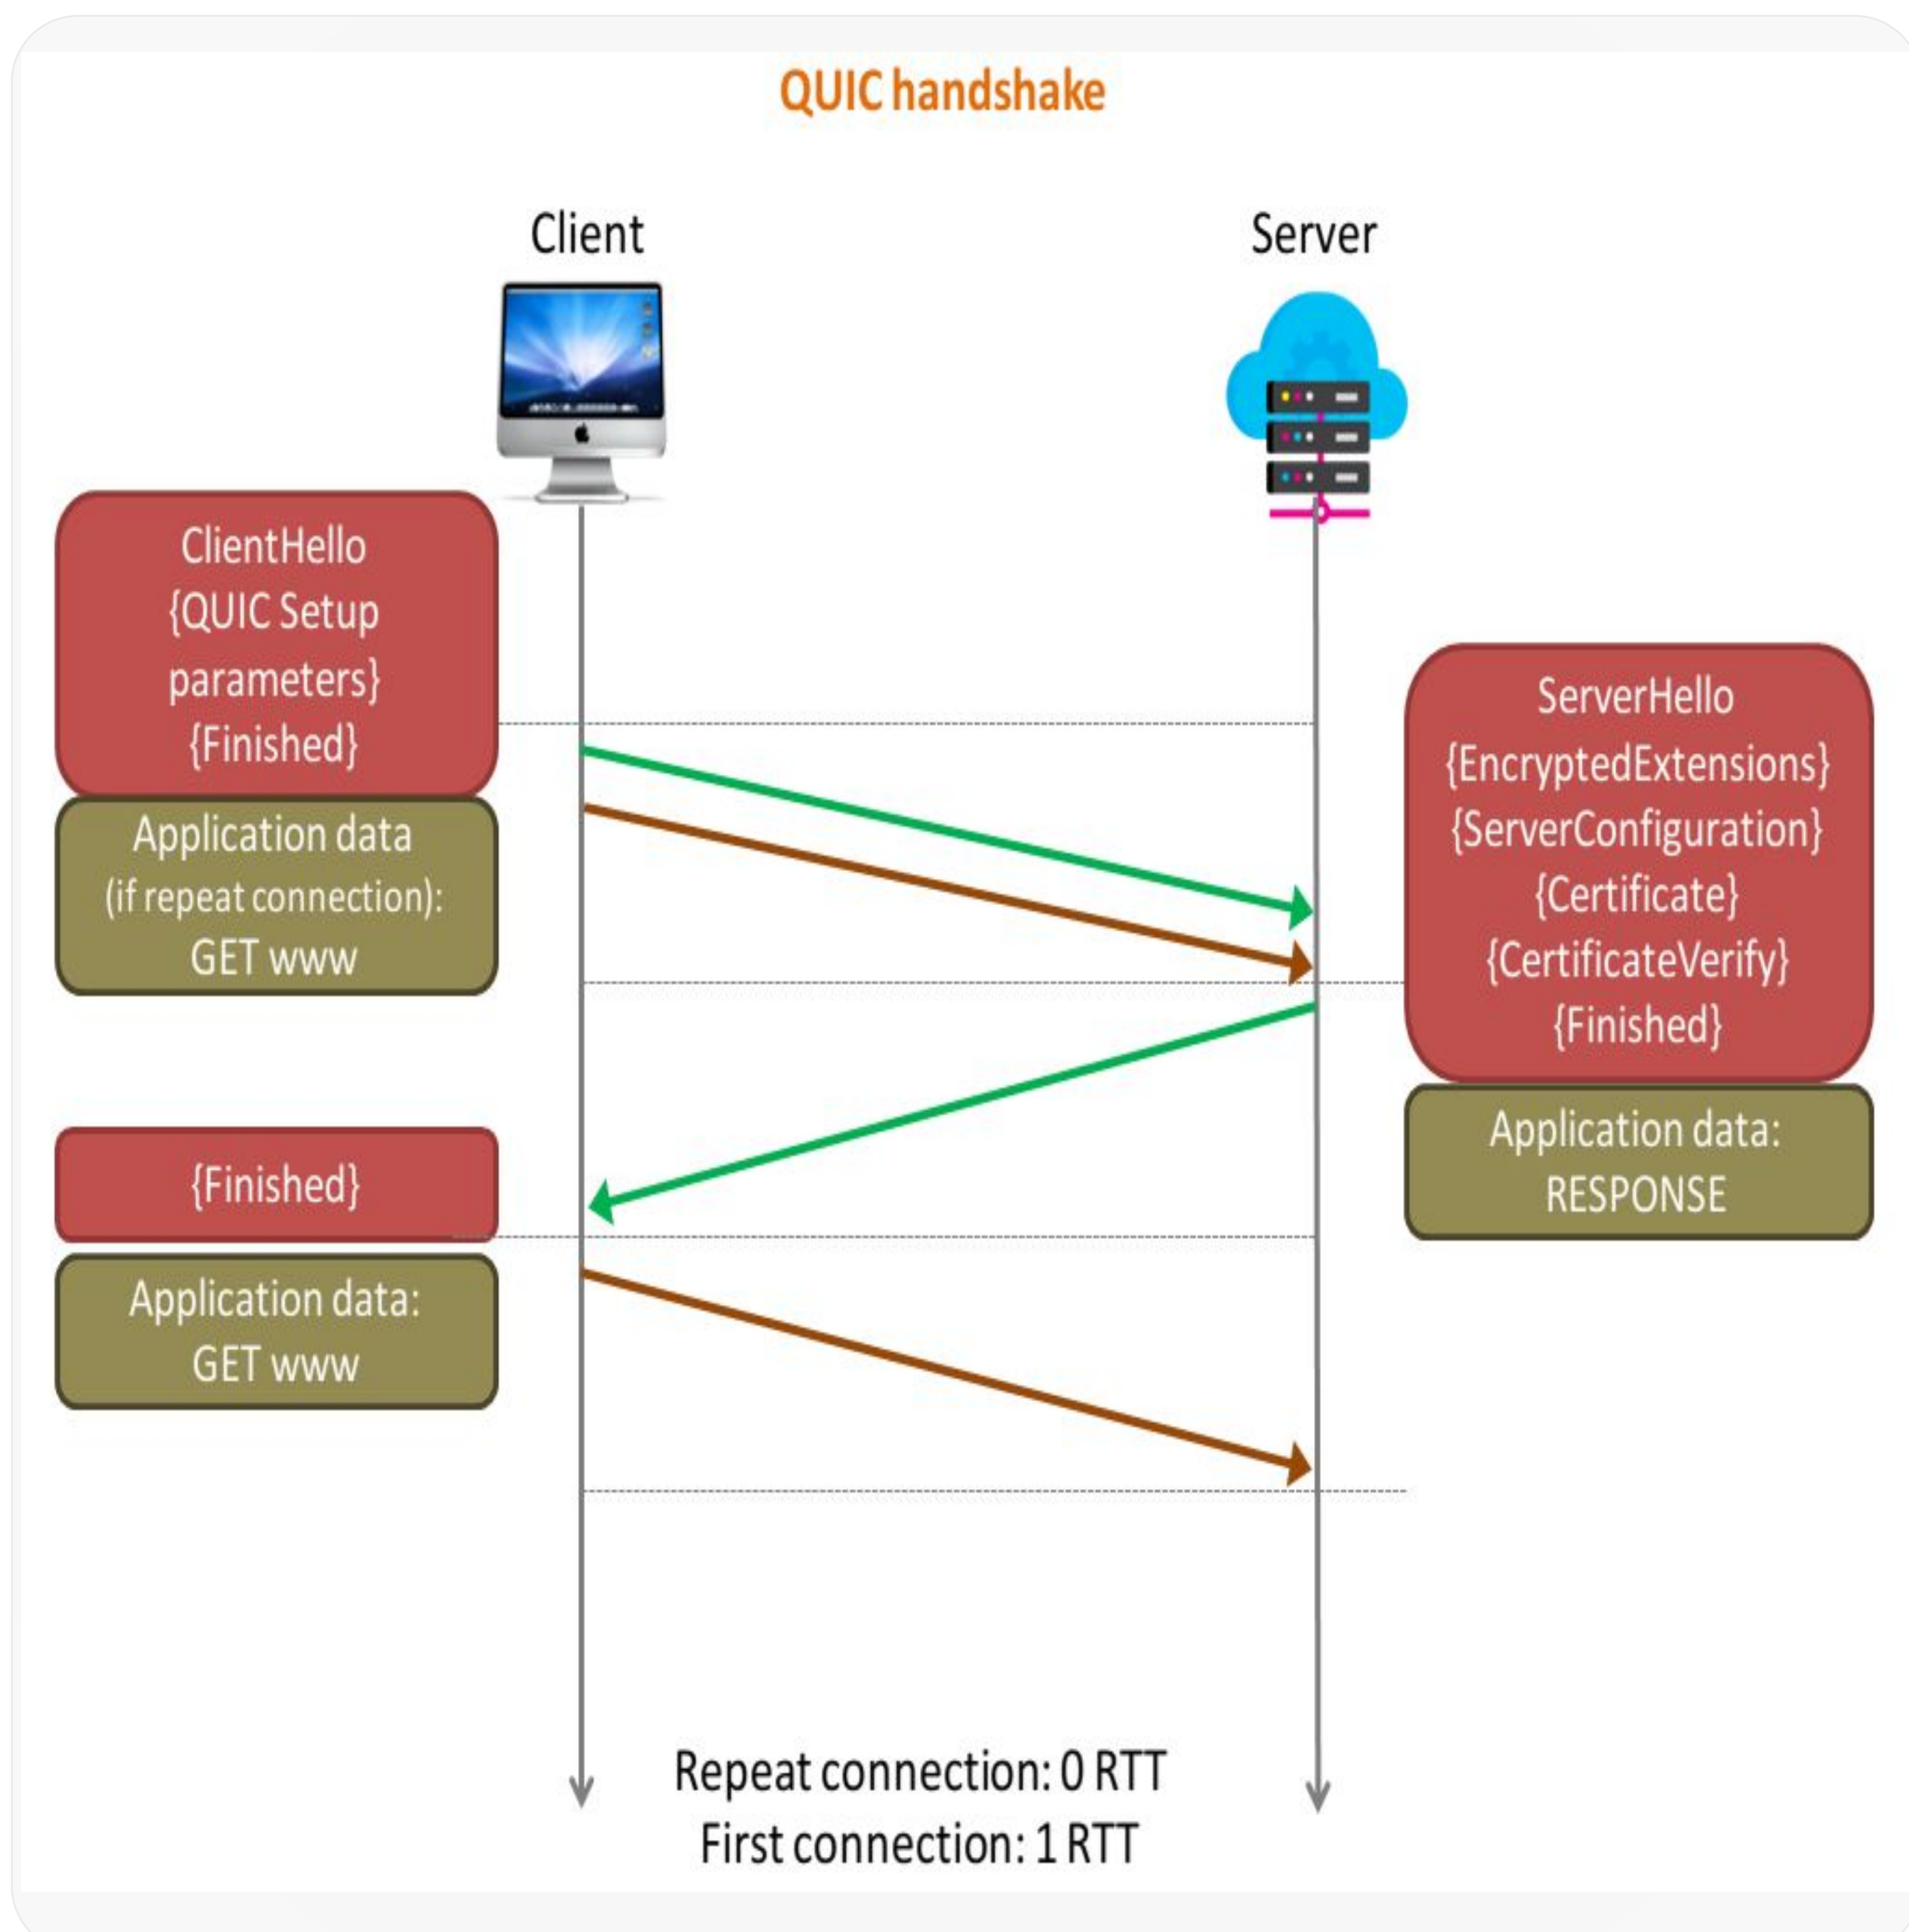 QUIC handshake
Client
Server
ClientHello
{QUIC Setup
parameters}
{Finished}
Application data
(if repeat connection):
GET www
ServerHello
{EncryptedExtensions}
{ServerConfiguration}
{Certificate}
{CertificateVerify}
{Finished}
Application data:
RESPONSE
{Finished}
Application data:
GET www
Repeat connection: 0 RTT
First connection: 1 RTT